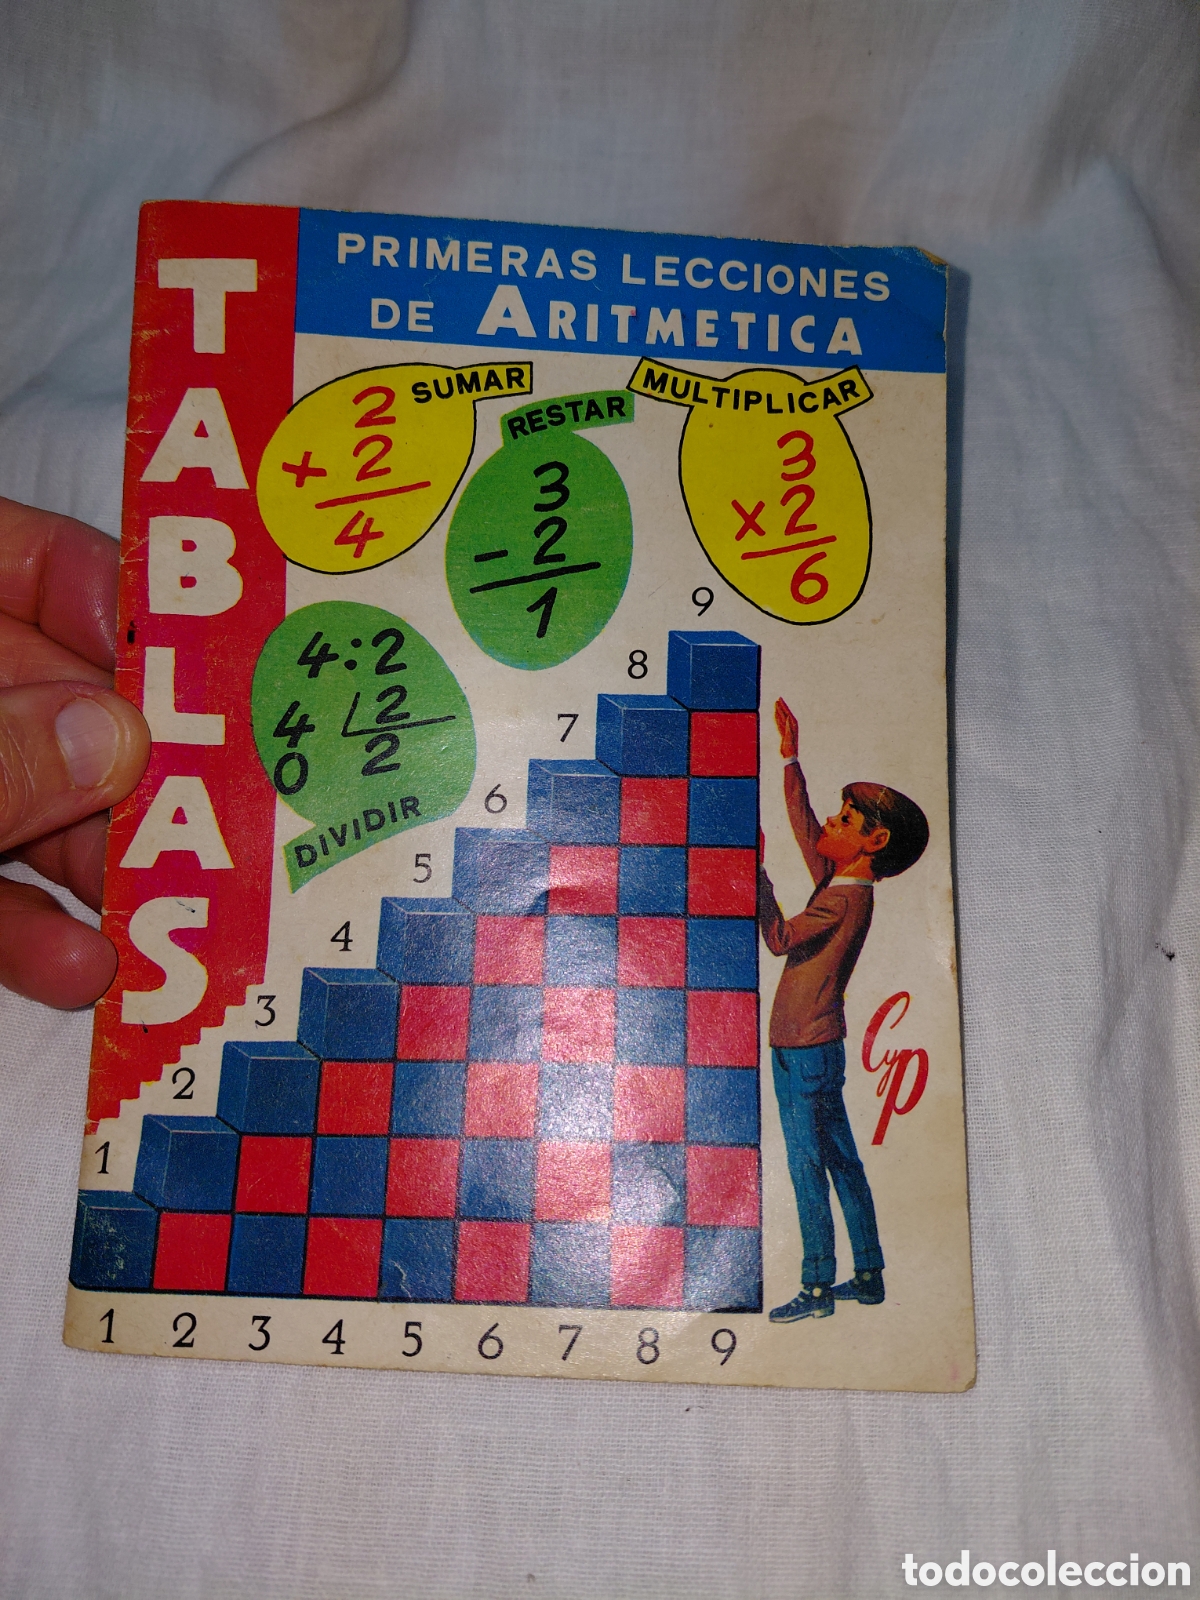 TABLAS
PRIMERAS LECCIONES
DE ARITMETICA
SUMAR
2
+ 2
4
RESTAR
3
- 2
1
MULTIPLICAR
3
x 2
6
4:2
4 2
0 2
DIVIDIR
9
8
7
6
5
4
3
2
1
CyP
1 2 3 4 5 6 7 8 9
todocoleccion